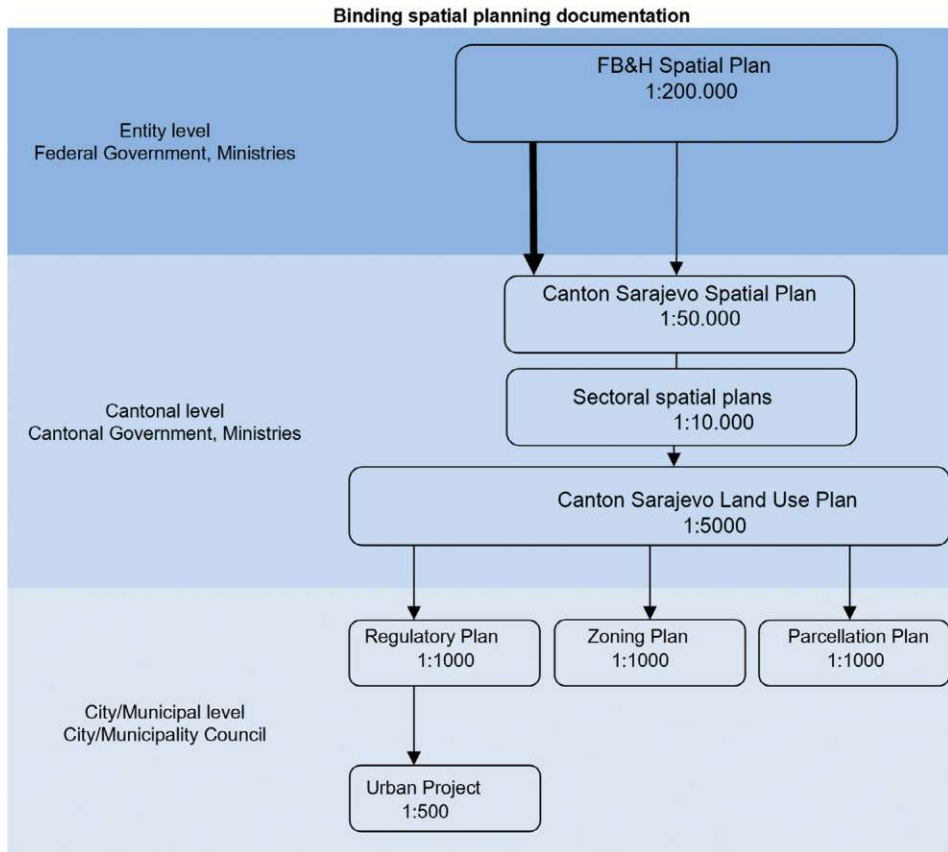 Binding spatial planning documentation
FB&H Spatial Plan
1:200.000
Entity level
Federal Government, Ministries
Canton Sarajevo Spatial Plan
1:50.000
Sectoral spatial plans
1:10.000
Cantonal level
Cantonal Government, Ministries
Canton Sarajevo Land Use Plan
1:5000
Regulatory Plan
1:1000
Zoning Plan
1:1000
Parcellation Plan
1:1000
City/Municipal level
City/Municipality Council
Urban Project
1:500